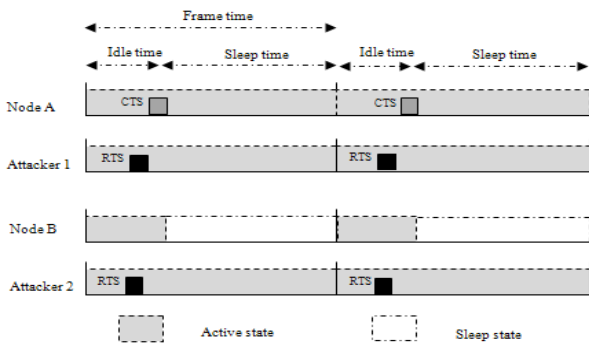 Frame time
Idle time Sleep time Idle time Sleep time
Node A CTS CTS
Attacker 1 RTS RTS
Node B
Attacker 2 RTS RTS
Active state Sleep state